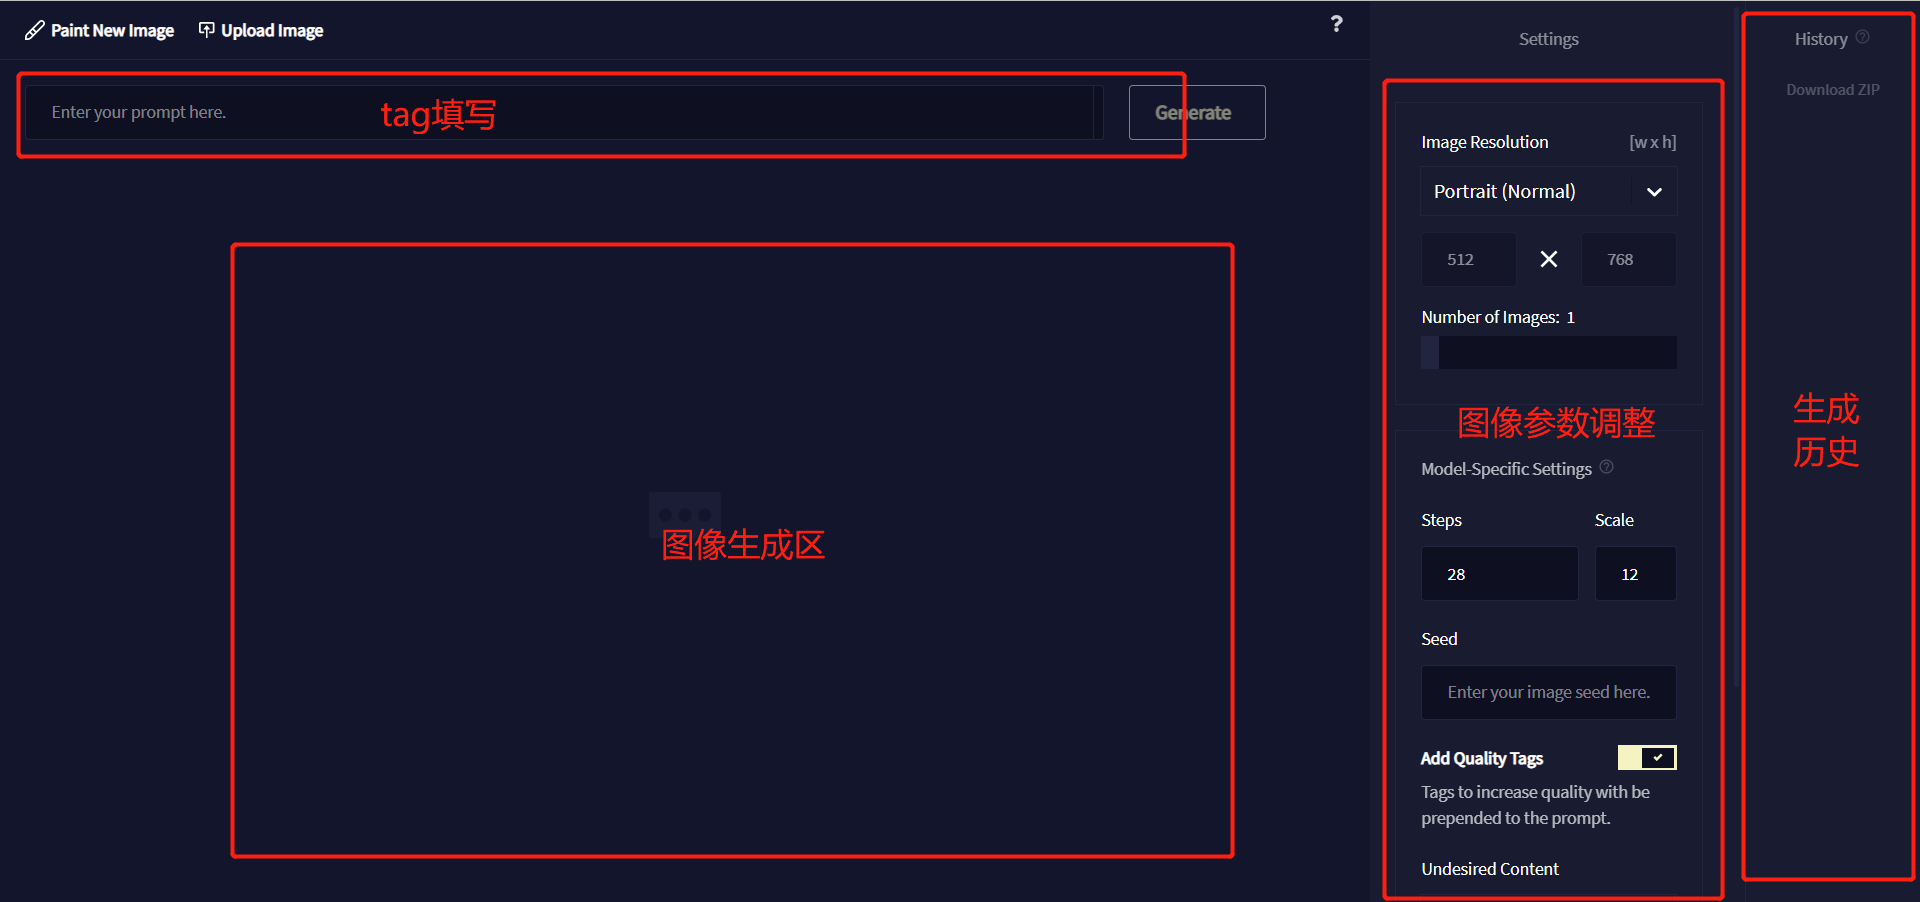 Paint New Image
Upload Image
?
Enter your prompt here.
tag填写
Generate
图像生成区
Settings
Image Resolution
[w x h]
Portrait (Normal)
512
768
Number of Images: 1
图像参数调整
Model-Specific Settings ?
Steps
Scale
28
12
Seed
Enter your image seed here.
Add Quality Tags
Tags to increase quality with be
prepended to the prompt.
Undesired Content
History ?
Download ZIP
生成
历史